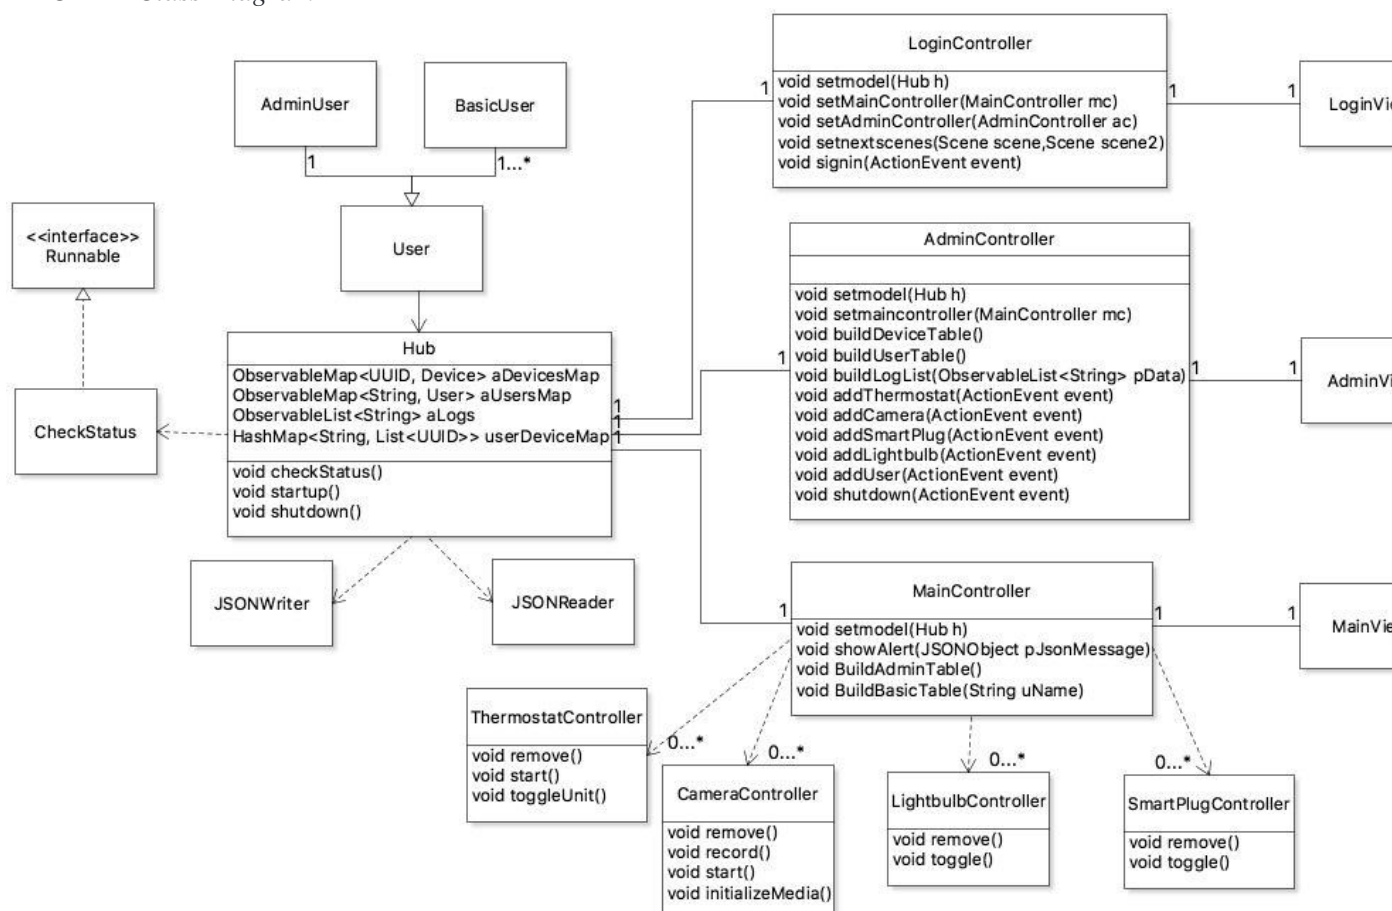 LoginController
void setmodel(Hub h)
void setMainController(MainController mc)
void setAdminController(AdminController ac)
void setnextscenes(Scene scene,Scene scene2)
void signin(ActionEvent event)
1
1
1
AdminUser
BasicUser
1
1...*
<<interface>>
Runnable
User
AdminController
void setmodel(Hub h)
void setmaincontroller(MainController mc)
void buildDeviceTable()
void buildUserTable()
void buildLogList(ObservableList<String> pData)
void addThermostat(ActionEvent event)
void addCamera(ActionEvent event)
void addSmartPlug(ActionEvent event)
void addLightbulb(ActionEvent event)
void addUser(ActionEvent event)
void shutdown(ActionEvent event)
1
1
1
Hub
ObservableMap<UUID, Device> aDevicesMap
ObservableMap<String, User> aUsersMap
ObservableList<String> aLogs
HashMap<String, List<UUID>> userDeviceMap
void checkStatus()
void startup()
void shutdown()
1
1
1
CheckStatus
JSONWriter
JSONReader
MainController
void setmodel(Hub h)
void showAlert(JSONObject pJsonMessage)
void BuildAdminTable()
void BuildBasicTable(String uName)
1
1
1
ThermostatController
void remove()
void start()
void toggleUnit()
0...*
CameraController
void remove()
void record()
void start()
void initializeMedia()
0...*
LightbulbController
void remove()
void toggle()
0...*
SmartPlugController
void remove()
void toggle()
0...*